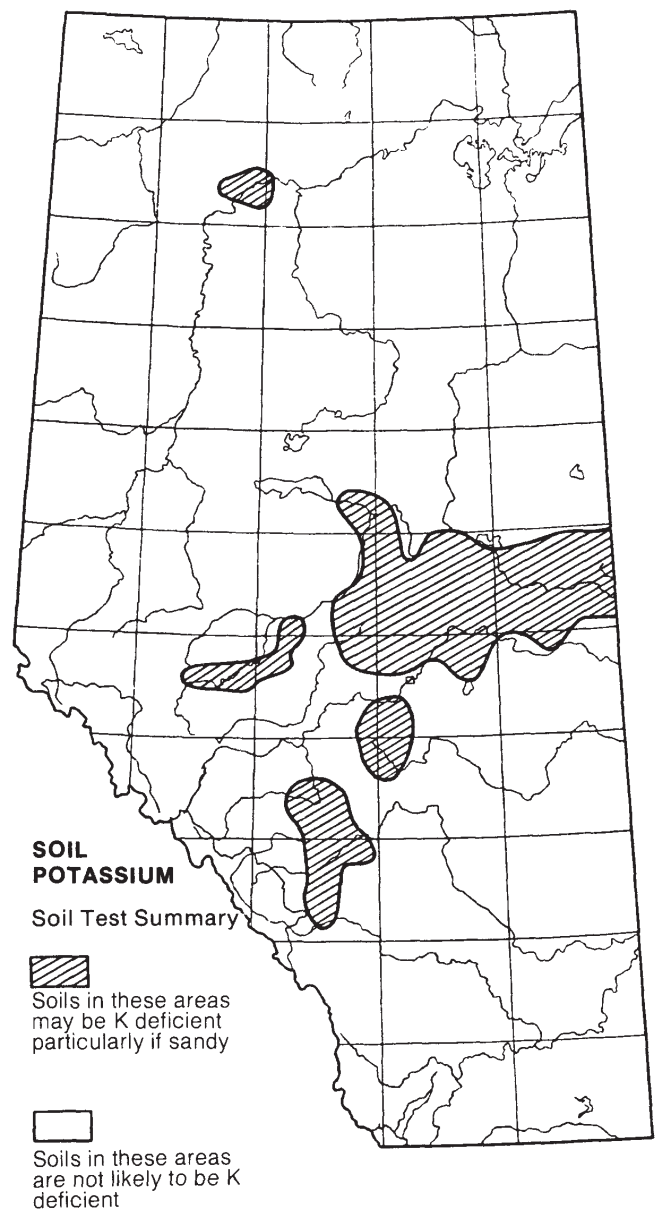 SOIL
POTASSIUM
Soil Test Summary
Soils in these areas
may be K deficient
particularly if sandy
Soils in these areas
are not likely to be K
deficient